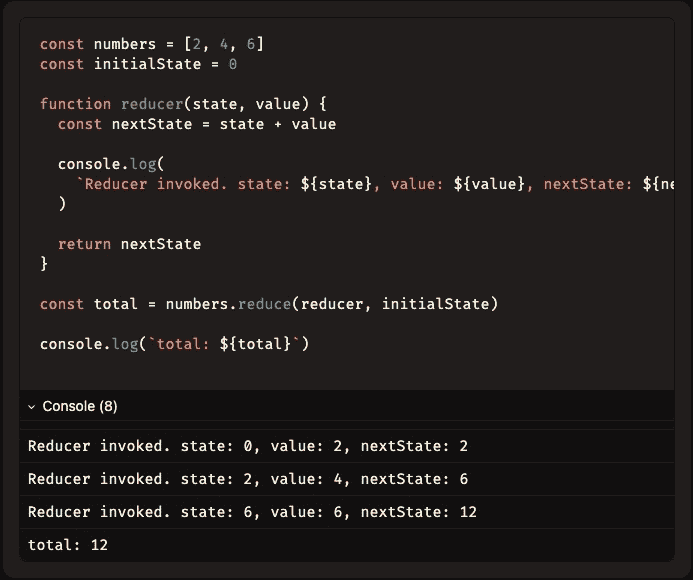 const numbers = [2, 4, 6]
const initialState = 0
function reducer(state, value) {
const nextState = state + value
console.log(
`Reducer invoked. state: ${state}, value: ${value}, nextState: ${ne
)
return nextState
}
const total = numbers.reduce(reducer, initialState)
console.log(`total: ${total}`)
Console (8)
Reducer invoked. state: 0, value: 2, nextState: 2
Reducer invoked. state: 2, value: 4, nextState: 6
Reducer invoked. state: 6, value: 6, nextState: 12
total: 12